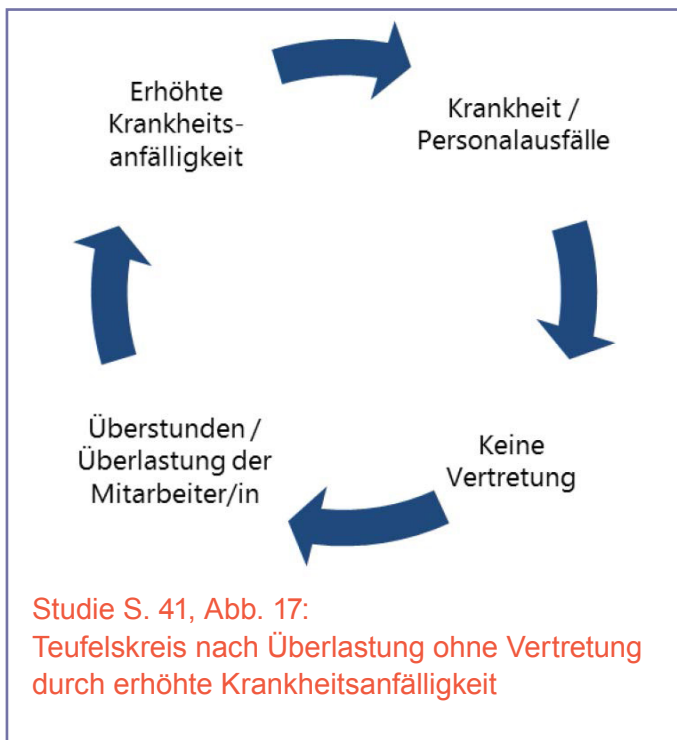 Erhöhte
Krankheits-
anfälligkeit
Krankheit /
Personalausfälle
Keine
Vertretung
Überstunden /
Überlastung der
Mitarbeiter/in
Studie S. 41, Abb. 17:
Teufelskreis nach Überlastung ohne Vertretung
durch erhöhte Krankheitsanfälligkeit